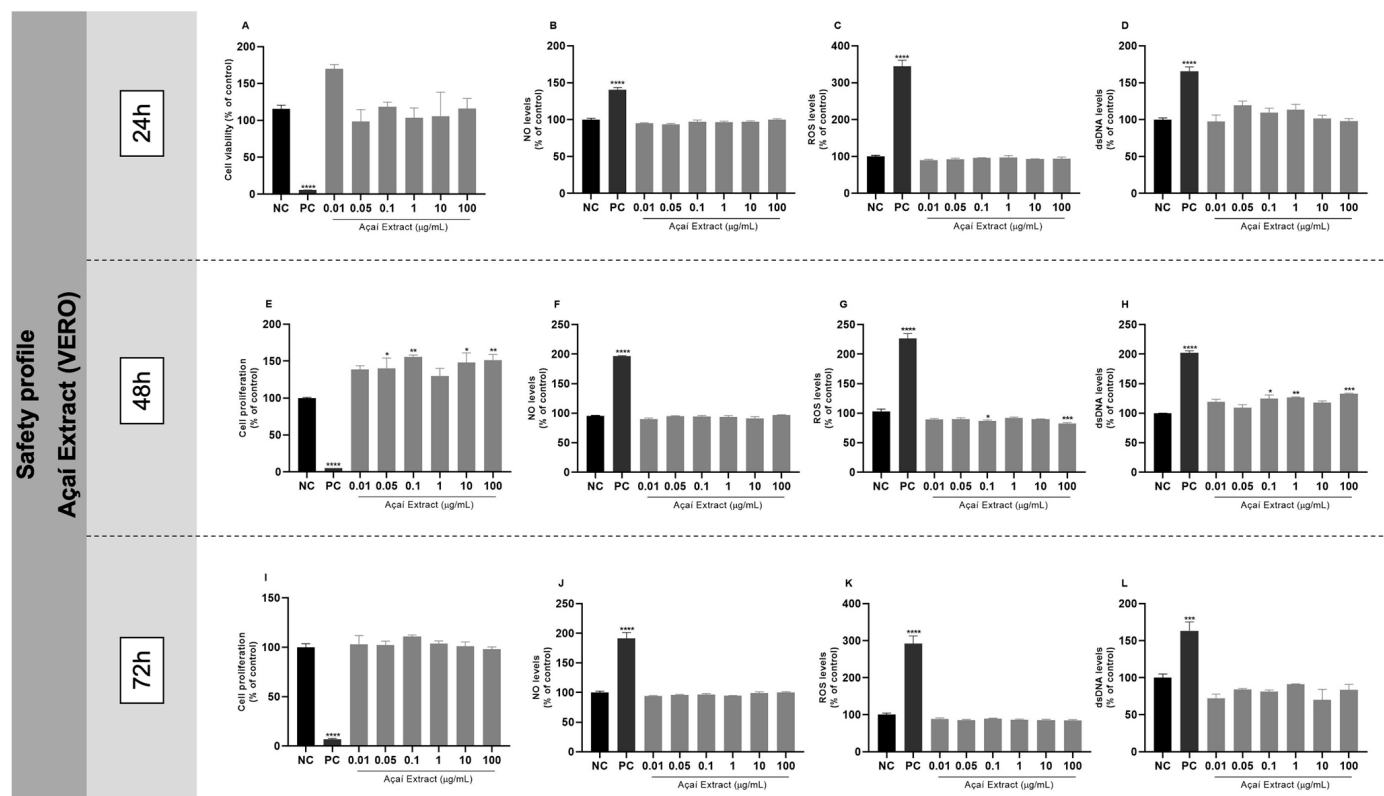 Safety profile
Açaí Extract (VERO)
24h
A
Cell viability (% of control)
200
150
100
50
0
****
NC PC 0.01 0.05 0.1 1 10 100
Açaí Extract (µg/mL)
B
NO levels
(% of control)
200
150
100
50
0
****
NC PC 0.01 0.05 0.1 1 10 100
Açaí Extract (µg/mL)
C
ROS levels
(% of control)
400
300
200
100
0
****
NC PC 0.01 0.05 0.1 1 10 100
Açaí Extract (µg/mL)
D
dsDNA levels
(% of control)
200
150
100
50
0
****
NC PC 0.01 0.05 0.1 1 10 100
Açaí Extract (µg/mL)
48h
E
Cell proliferation
(% of control)
200
150
100
50
0
**** * ** * **
NC PC 0.01 0.05 0.1 1 10 100
Açaí Extract (µg/mL)
F
NO levels
(% of control)
250
200
150
100
50
0
****
NC PC 0.01 0.05 0.1 1 10 100
Açaí Extract (µg/mL)
G
ROS levels
(% of control)
250
200
150
100
50
0
**** * ***
NC PC 0.01 0.05 0.1 1 10 100
Açaí Extract (µg/mL)
H
dsDNA levels
(% of control)
250
200
150
100
50
0
**** * ** ***
NC PC 0.01 0.05 0.1 1 10 100
Açaí Extract (µg/mL)
72h
I
Cell proliferation
(% of control)
150
100
50
0
****
NC PC 0.01 0.05 0.1 1 10 100
Açaí Extract (µg/mL)
J
NO levels
(% of control)
250
200
150
100
50
0
****
NC PC 0.01 0.05 0.1 1 10 100
Açaí Extract (µg/mL)
K
ROS levels
(% of control)
400
300
200
100
0
****
NC PC 0.01 0.05 0.1 1 10 100
Açaí Extract (µg/mL)
L
dsDNA levels
(% of control)
200
150
100
50
0
***
NC PC 0.01 0.05 0.1 1 10 100
Açaí Extract (µg/mL)